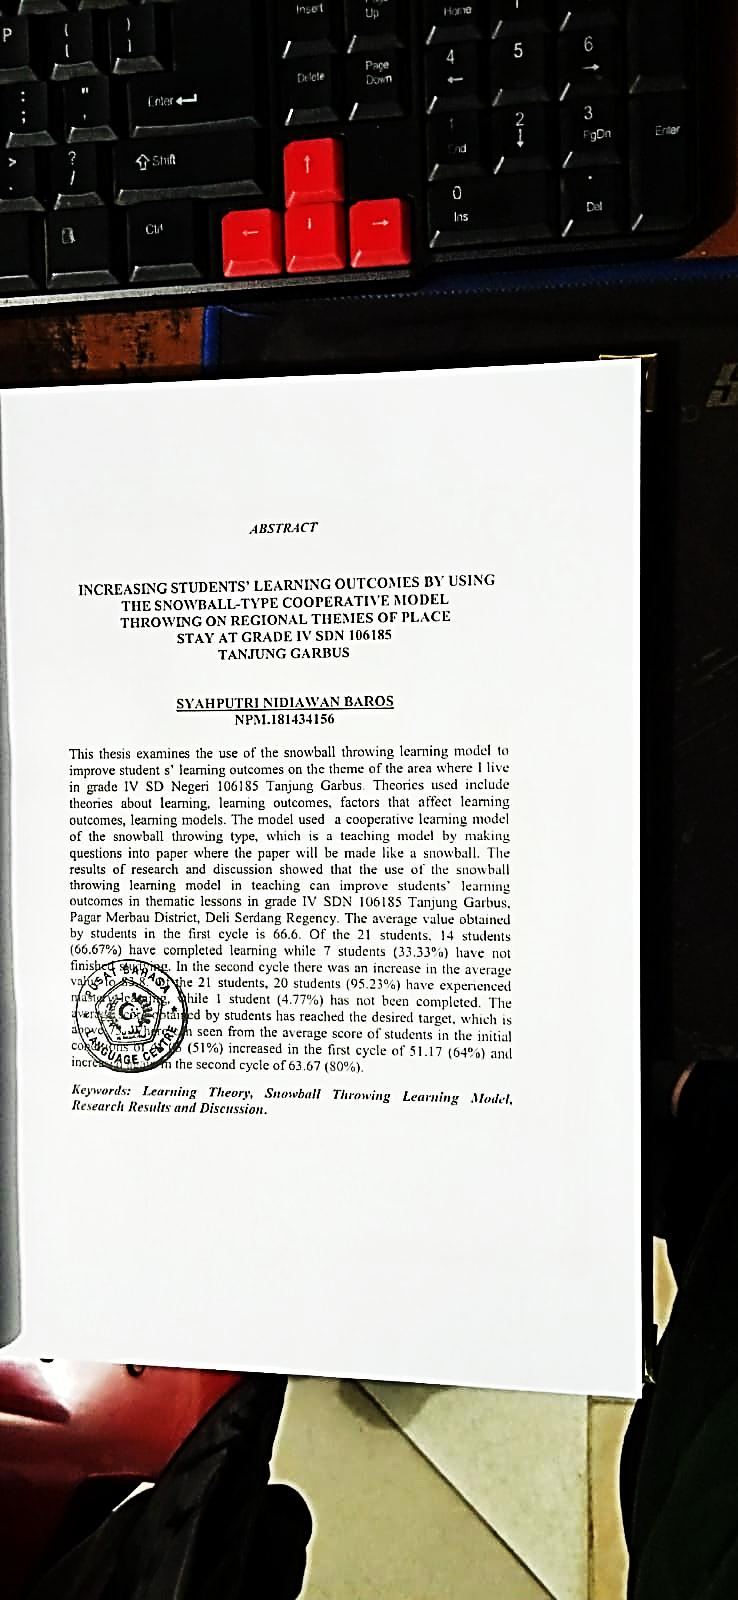 P
{
[
}
]
Insert
Up
Home
4
5
6
Delete
Page
Down
:
;
"
'
Enter
1
2
3
End
PgDn
Enter
>
.
?
/
Shift
0
Ins
.
Del
Ctrl
ABSTRACT
INCREASING STUDENTS' LEARNING OUTCOMES BY USING
THE SNOWBALL-TYPE COOPERATIVE MODEL
THROWING ON REGIONAL THEMES OF PLACE
STAY AT GRADE IV SDN 106185
TANJUNG GARBUS
SYAHPUTRI NIDIAWAN BAROS
NPM.181434156
This thesis examines the use of the snowball throwing learning model to
improve student s' learning outcomes on the theme of the area where I live
in grade IV SD Negeri 106185 Tanjung Garbus. Theories used include
theories about learning, learning outcomes, factors that affect learning
outcomes, learning models. The model used a cooperative learning model
of the snowball throwing type, which is a teaching model by making
questions into paper where the paper will be made like a snowball. The
results of research and discussion showed that the use of the snowball
throwing learning model in teaching can improve students' learning
outcomes in thematic lessons in grade IV SDN 106185 Tanjung Garbus,
Pagar Merbau District, Deli Serdang Regency. The average value obtained
by students in the first cycle is 66.6. Of the 21 students, 14 students
(66.67%) have completed learning while 7 students (33.33%) have not
finished studying. In the second cycle there was an increase in the average
the 21 students, 20 students (95.23%) have experienced
while 1 student (4.77%) has not been completed. The
by students has reached the desired target, which is
seen from the average score of students in the initial
(51%) increased in the first cycle of 51.17 (64%) and
the second cycle of 63.67 (80%).
Keywords: Learning Theory, Snowball Throwing Learning Model,
Research Results and Discussion.
PUSAT BAHASA
LANGUAGE CENTRE